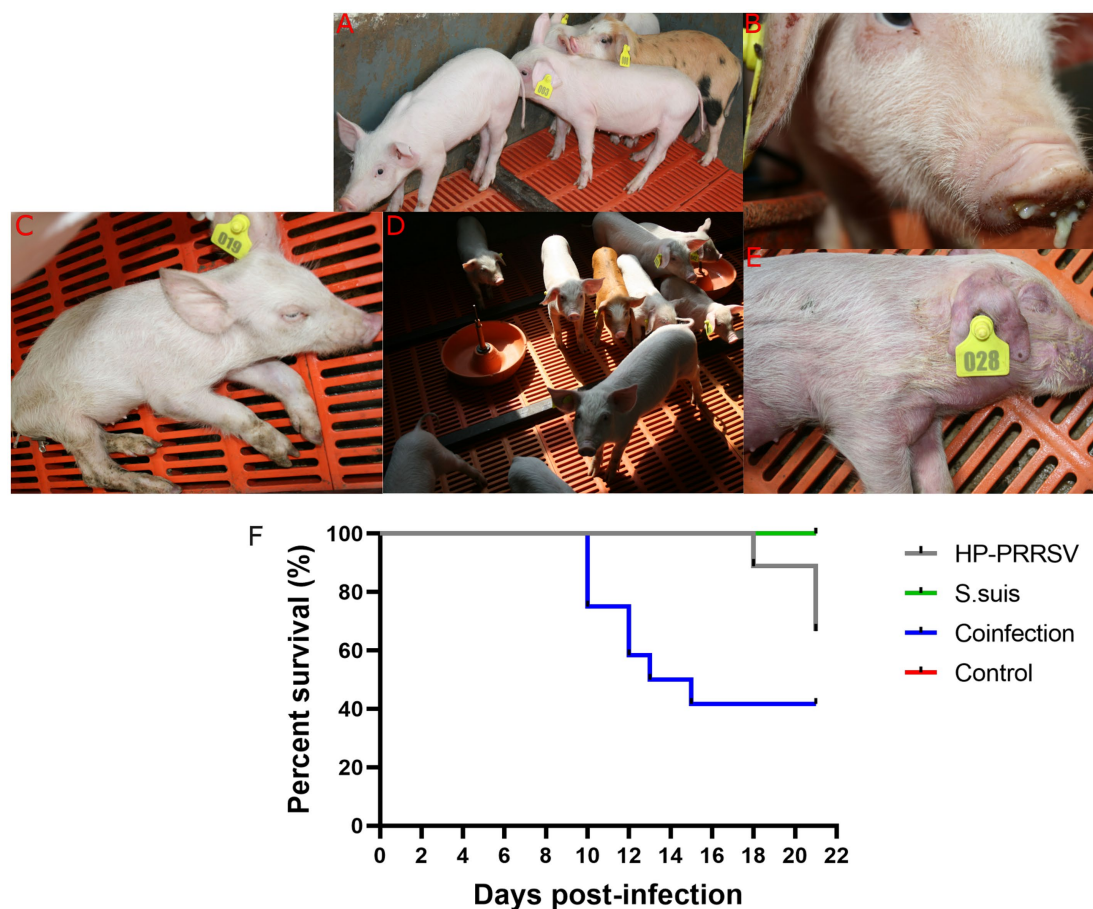 A
B
003
C
019
D
E
028
F
Percent survival (%)
100
80
60
40
20
0
0 2 4 6 8 10 12 14 16 18 20 22
Days post-infection
HP-PRRSV
S.suis
Coinfection
Control